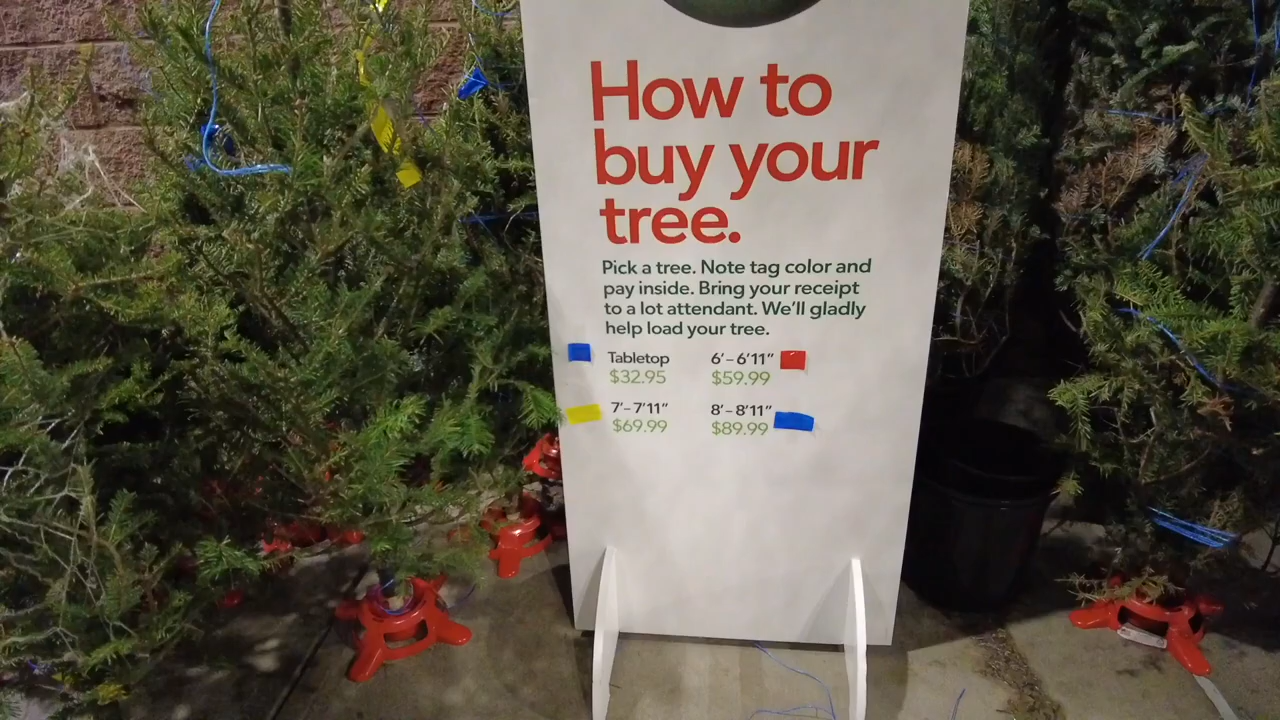 How to
buy your
tree.
Pick a tree. Note tag color and
pay inside. Bring your receipt
to a lot attendant. We'll gladly
help load your tree.
Tabletop 6'–6'11"
$32.95 $59.99
7'–7'11" 8'–8'11"
$69.99 $89.99